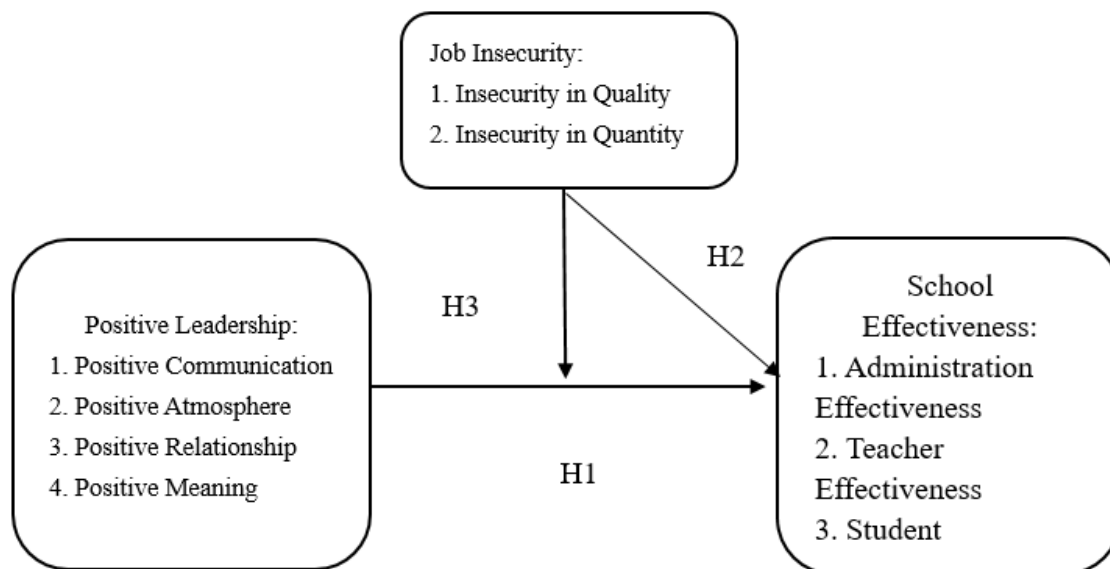 Job Insecurity:
1. Insecurity in Quality
2. Insecurity in Quantity
H2
H3
Positive Leadership:
1. Positive Communication
2. Positive Atmosphere
3. Positive Relationship
4. Positive Meaning
H1
School
Effectiveness:
1. Administration
Effectiveness
2. Teacher
Effectiveness
3. Student